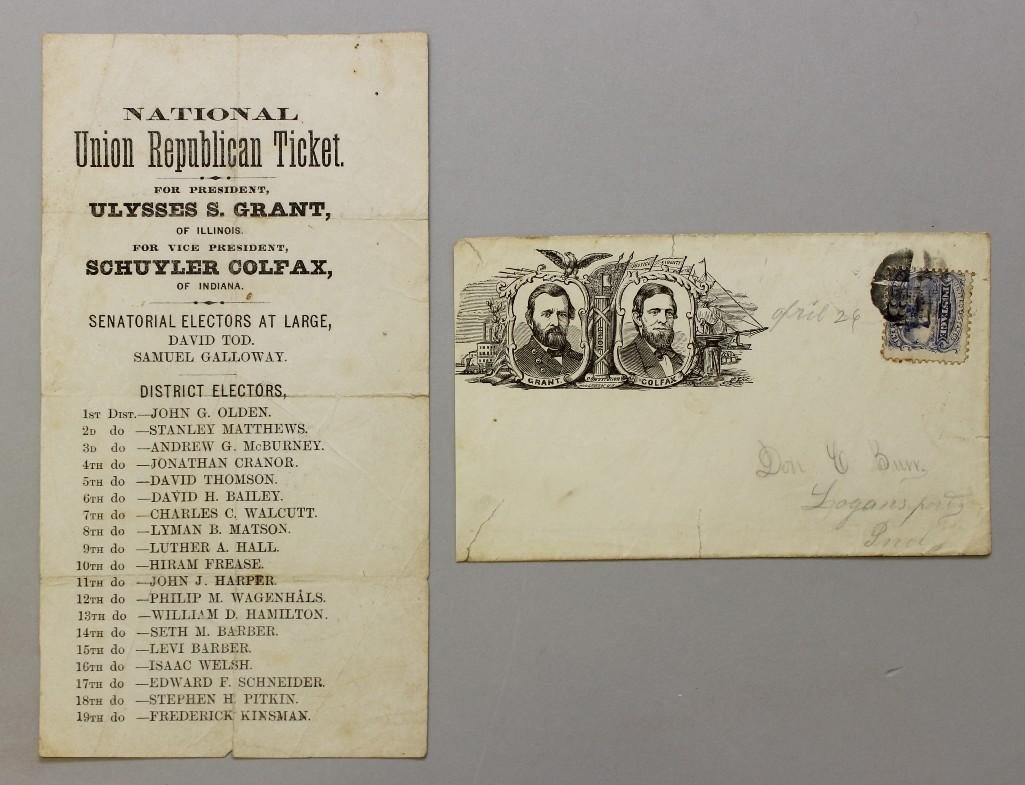 NATIONAL
Union Republican Ticket.
FOR PRESIDENT,
ULYSSES S. GRANT,
OF ILLINOIS.
FOR VICE PRESIDENT,
SCHUYLER COLFAX,
OF INDIANA.
SENATORIAL ELECTORS AT LARGE,
DAVID TOD.
SAMUEL GALLOWAY.
DISTRICT ELECTORS,
1ST DIST.—JOHN G. OLDEN.
2D do —STANLEY MATTHEWS.
3D do —ANDREW G. McBURNEY.
4TH do —JONATHAN CRANOR.
5TH do —DAVID THOMSON.
6TH do —DAVID H. BAILEY.
7TH do —CHARLES C. WALCUTT.
8TH do —LYMAN B. MATSON.
9TH do —LUTHER A. HALL.
10TH do —HIRAM FREASE.
11TH do —JOHN J. HARPER.
12TH do —PHILIP M. WAGENHALS.
13TH do —WILLIAM D. HAMILTON.
14TH do —SETH M. BARBER.
15TH do —LEVI BARBER.
16TH do —ISAAC WELSH.
17TH do —EDWARD F. SCHNEIDER.
18TH do —STEPHEN H. PITKIN.
19TH do —FREDERICK KINSMAN.
GRANT
CONSTITUTION
COLFAX
UNION
LIBERTY
April 26
POSTAGE
Don C
Logansport
Ind